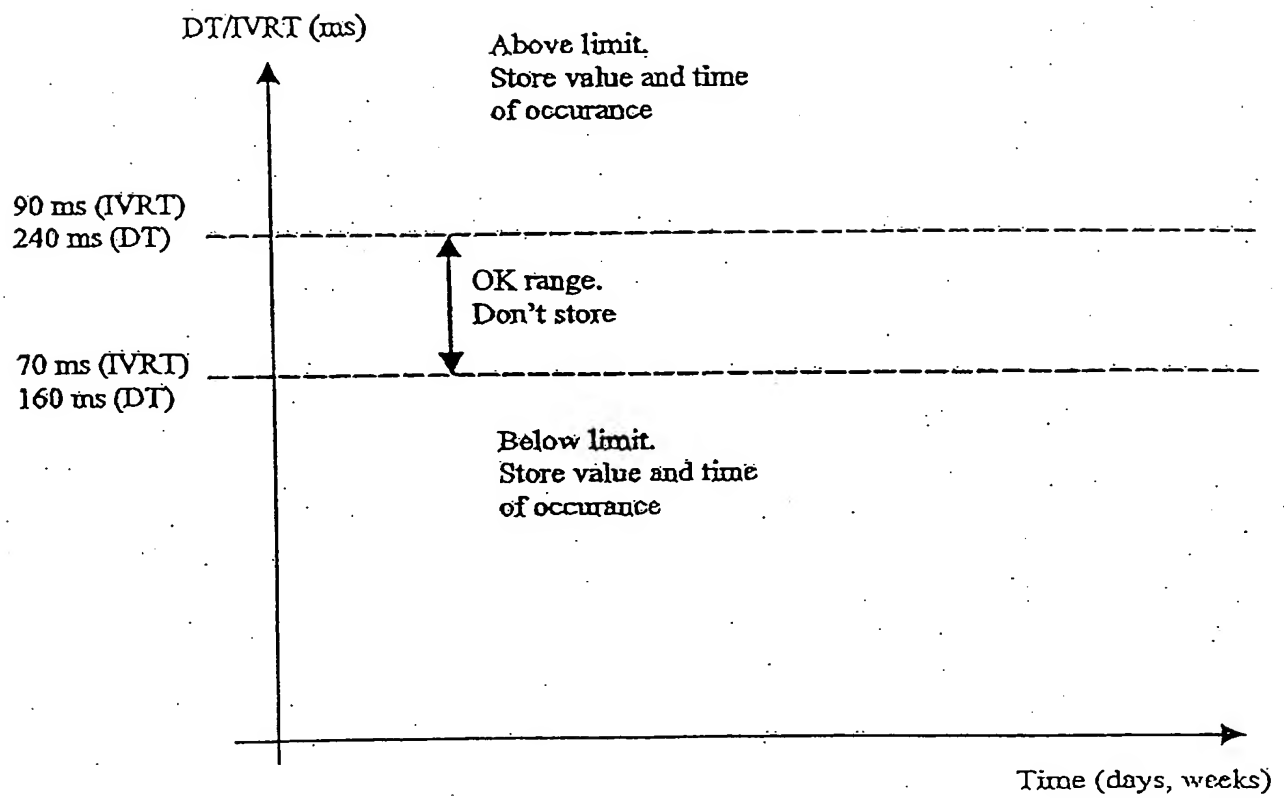 DT/IVRT (ms)
Above limit.
Store value and time
of occurance
90 ms (IVRT)
240 ms (DT)
OK range.
Don't store
70 ms (IVRT)
160 ms (DT)
Below limit.
Store value and time
of occurance
Time (days, weeks)